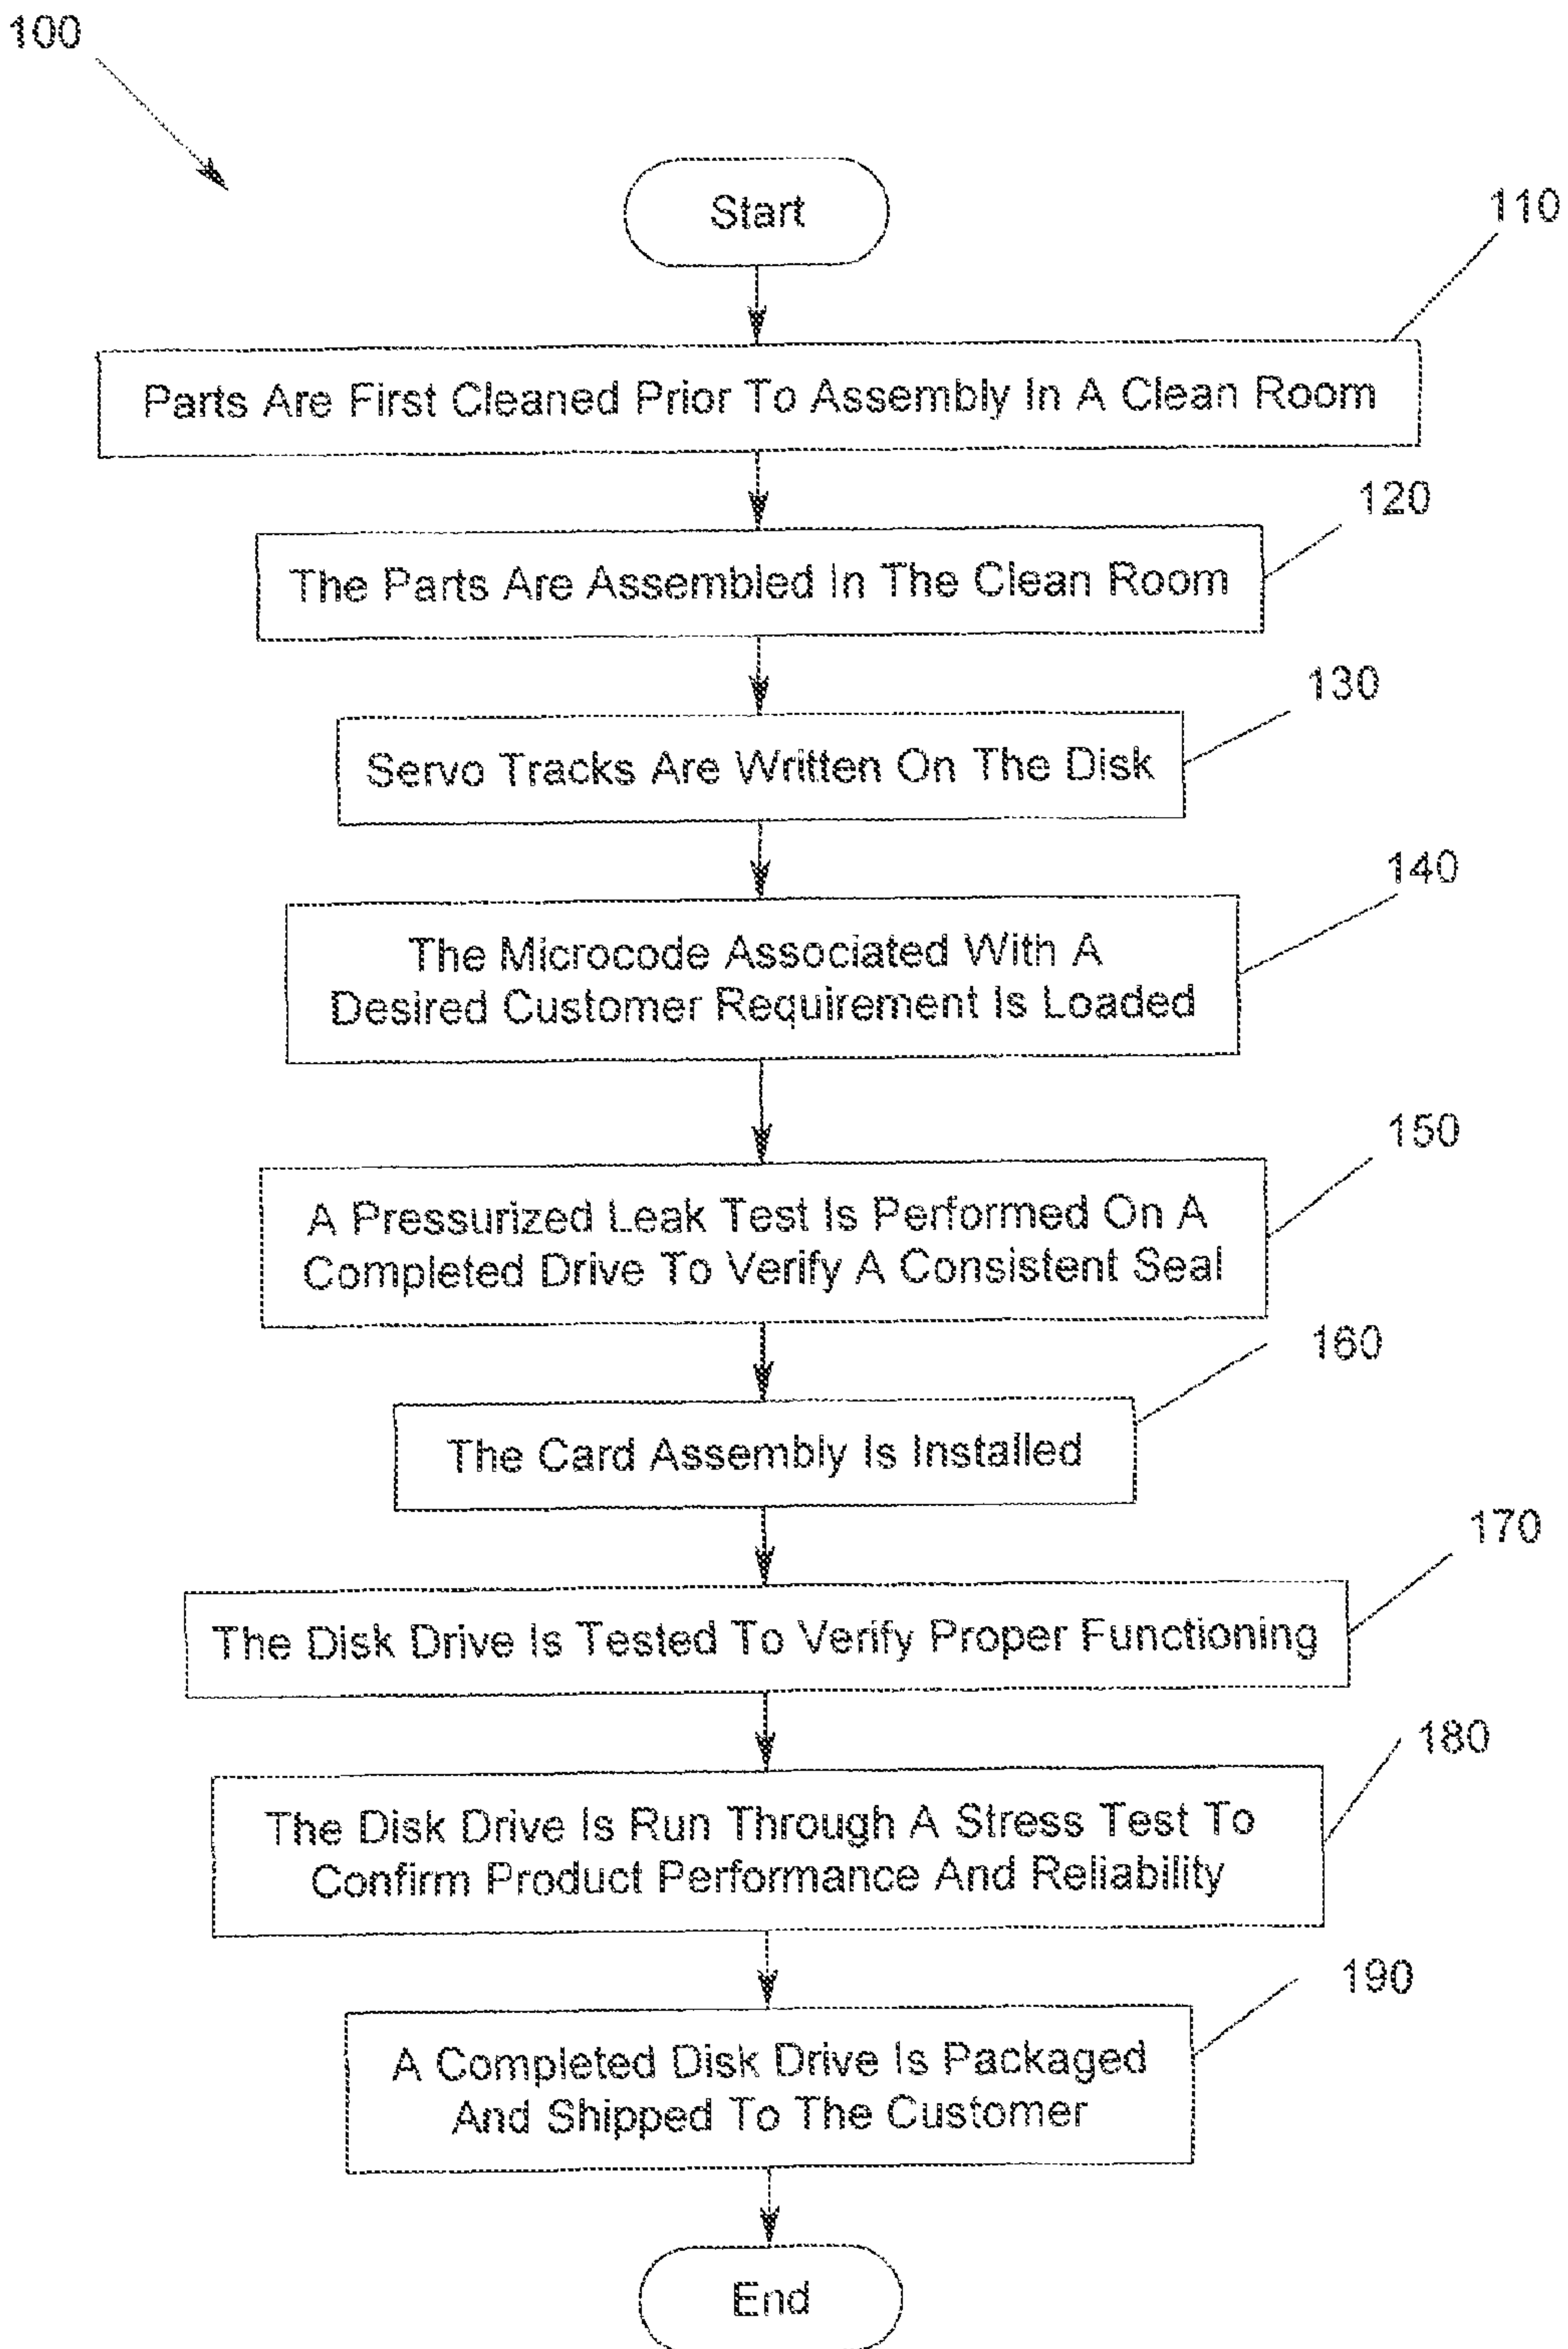 100
Start
110
Parts Are First Cleaned Prior To Assembly In A Clean Room
120
The Parts Are Assembled In The Clean Room
130
Servo Tracks Are Written On The Disk
140
The Microcode Associated With A
Desired Customer Requirement Is Loaded
150
A Pressurized Leak Test Is Performed On A
Completed Drive To Verify A Consistent Seal
160
The Card Assembly Is Installed
170
The Disk Drive Is Tested To Verify Proper Functioning
180
The Disk Drive Is Run Through A Stress Test To
Confirm Product Performance And Reliability
190
A Completed Disk Drive Is Packaged
And Shipped To The Customer
End